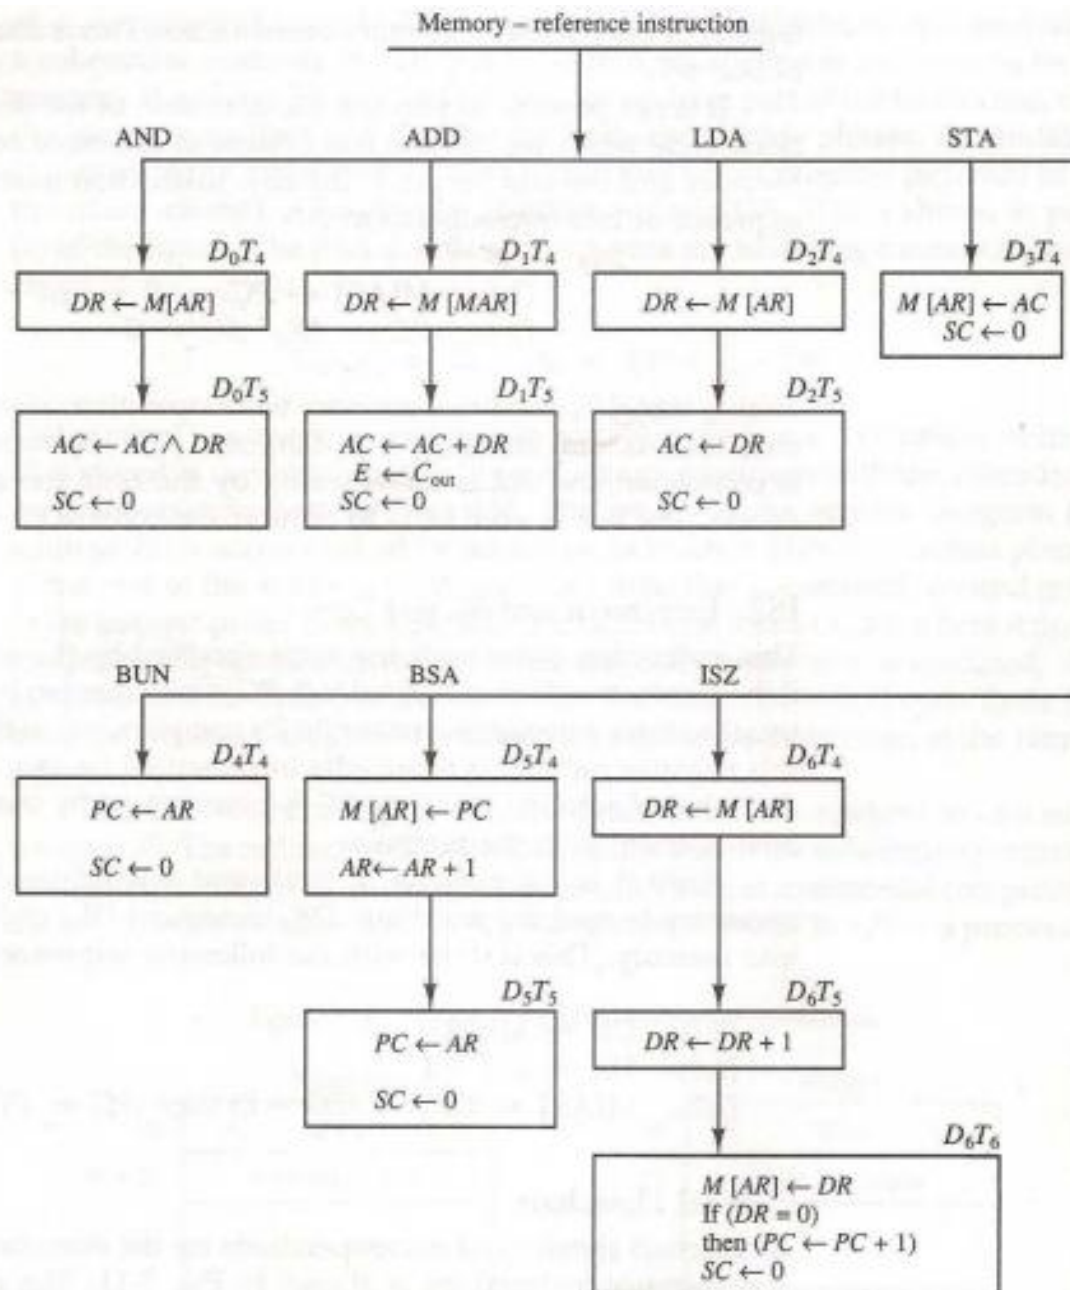 Memory – reference instruction
AND ADD LDA STA
D₀T₄ D₁T₄ D₂T₄ D₃T₄
DR ← M[AR] DR ← M [MAR] DR ← M [AR] M [AR] ← AC
SC ← 0
D₀T₅ D₁T₅ D₂T₅
AC ← AC ∧ DR AC ← AC + DR AC ← DR
E ← Cout
SC ← 0 SC ← 0 SC ← 0
BUN BSA ISZ
D₄T₄ D₅T₄ D₆T₄
PC ← AR M [AR] ← PC DR ← M [AR]
SC ← 0 AR ← AR + 1
D₅T₅ D₆T₅
PC ← AR DR ← DR + 1
SC ← 0
D₆T₆
M [AR] ← DR
If (DR = 0)
then (PC ← PC + 1)
SC ← 0